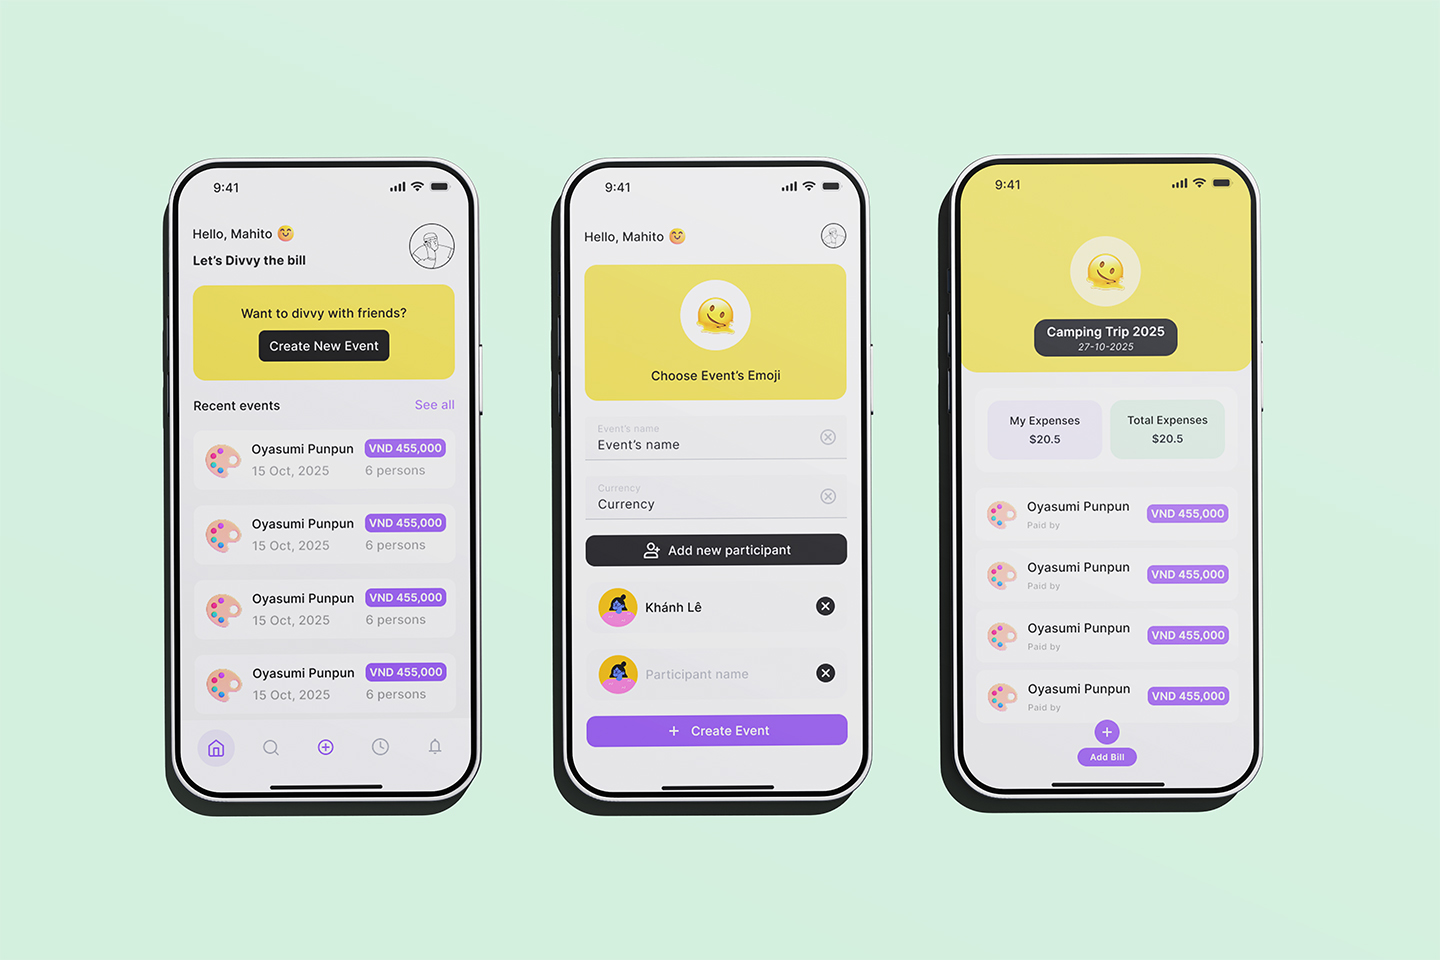 9:41
Hello, Mahito
Let's Divvy the bill
Want to divvy with friends?
Create New Event
Recent events
See all
Oyasumi Punpun
VND 455,000
15 Oct, 2025
6 persons
Oyasumi Punpun
VND 455,000
15 Oct, 2025
6 persons
Oyasumi Punpun
VND 455,000
15 Oct, 2025
6 persons
Oyasumi Punpun
VND 455,000
15 Oct, 2025
6 persons
9:41
Hello, Mahito
Choose Event's Emoji
Event's name
Event's name
Currency
Currency
Add new participant
Khánh Lê
Participant name
+ Create Event
9:41
Camping Trip 2025
27-10-2025
My Expenses
$20.5
Total Expenses
$20.5
Oyasumi Punpun
Paid by
VND 455,000
Oyasumi Punpun
Paid by
VND 455,000
Oyasumi Punpun
Paid by
VND 455,000
Oyasumi Punpun
Paid by
VND 455,000
+
Add Bill